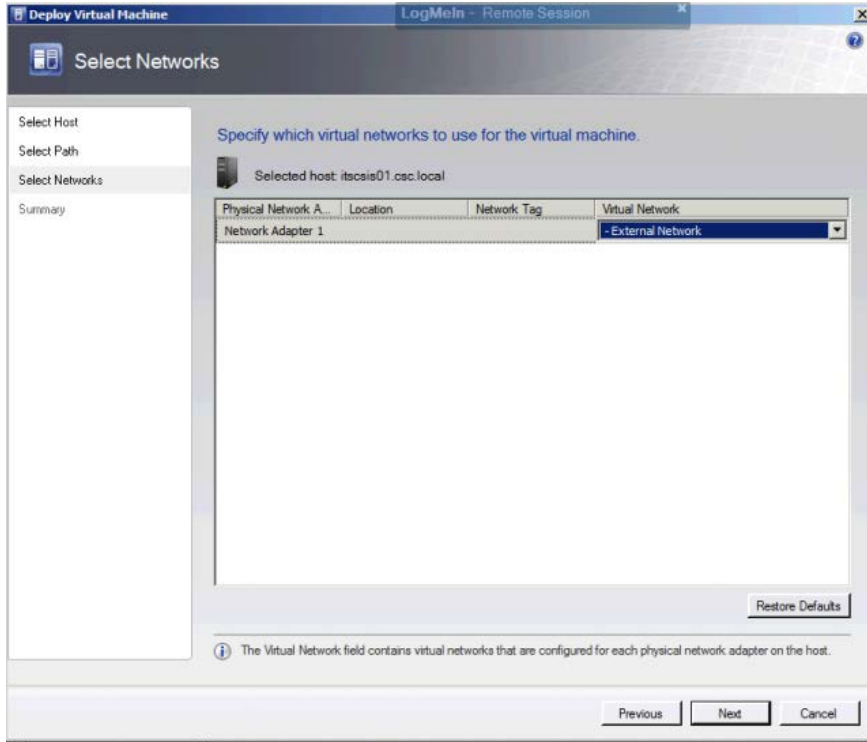 Deploy Virtual Machine
LogMeIn - Remote Session
Select Networks
Select Host
Select Path
Select Networks
Summary
Specify which virtual networks to use for the virtual machine.
Selected host: itscsis01.csc.local
Physical Network A... Location Network Tag Virtual Network
Network Adapter 1 - External Network
Restore Defaults
The Virtual Network field contains virtual networks that are configured for each physical network adapter on the host.
Previous Next Cancel